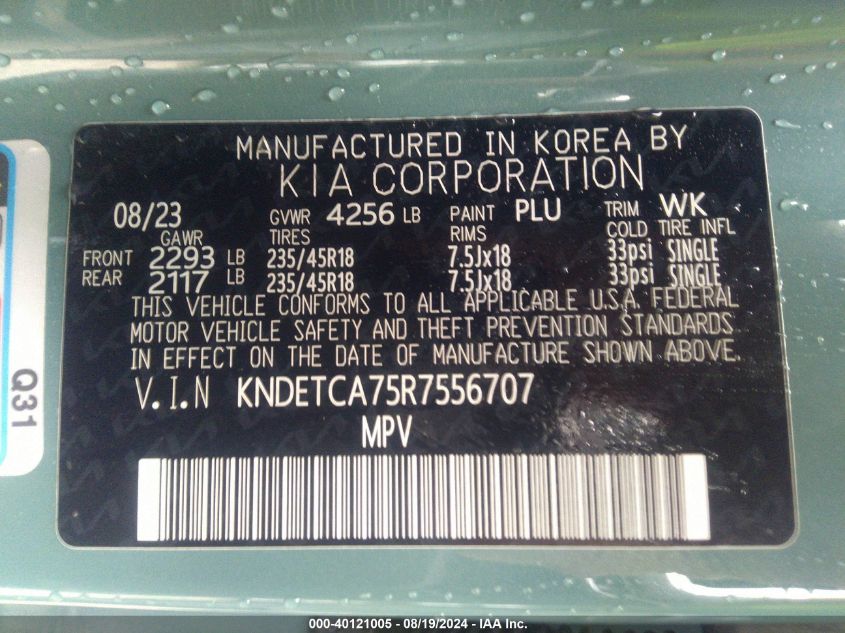 MANUFACTURED IN KOREA BY
KIA CORPORATION
08/23 GVWR 4256 LB PAINT PLU TRIM WK
GAWR TIRES RIMS COLD TIRE INFL
FRONT 2293 LB 235/45R18 7.5Jx18 33psi SINGLE
REAR 2117 LB 235/45R18 7.5Jx18 33psi SINGLE
THIS VEHICLE CONFORMS TO ALL APPLICABLE U.S.A. FEDERAL
MOTOR VEHICLE SAFETY AND THEFT PREVENTION STANDARDS
IN EFFECT ON THE DATE OF MANUFACTURE SHOWN ABOVE.
V.I.N KNDETCA75R7556707
MPV
Q31
000-40121005 - 08/19/2024 - IAA Inc.